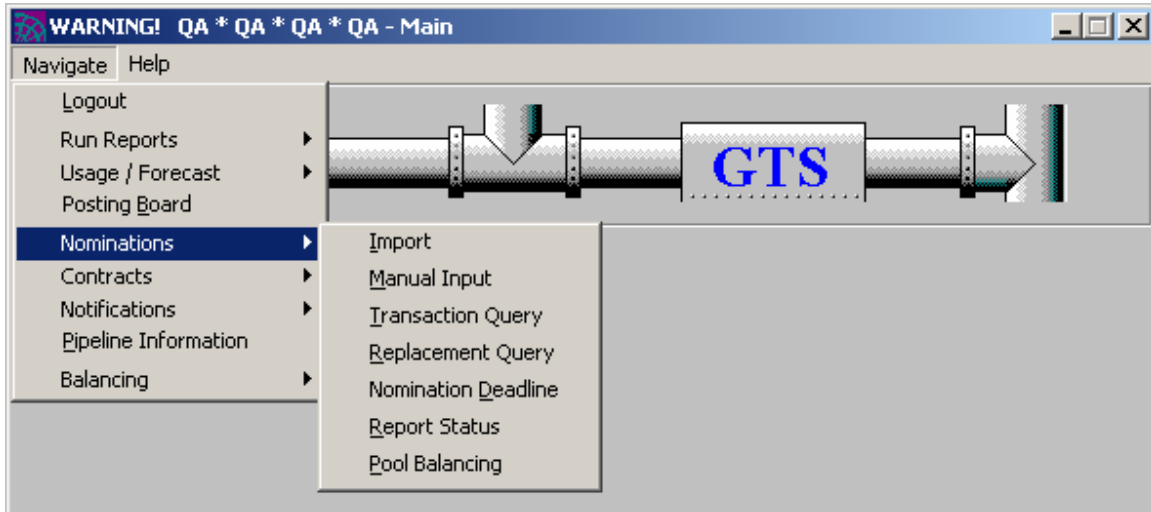 WARNING! QA * QA * QA * QA - Main
Navigate Help
Logout
Run Reports
Usage / Forecast
Posting Board
Nominations
Contracts
Notifications
Pipeline Information
Balancing
GTS
Import
Manual Input
Transaction Query
Replacement Query
Nomination Deadline
Report Status
Pool Balancing